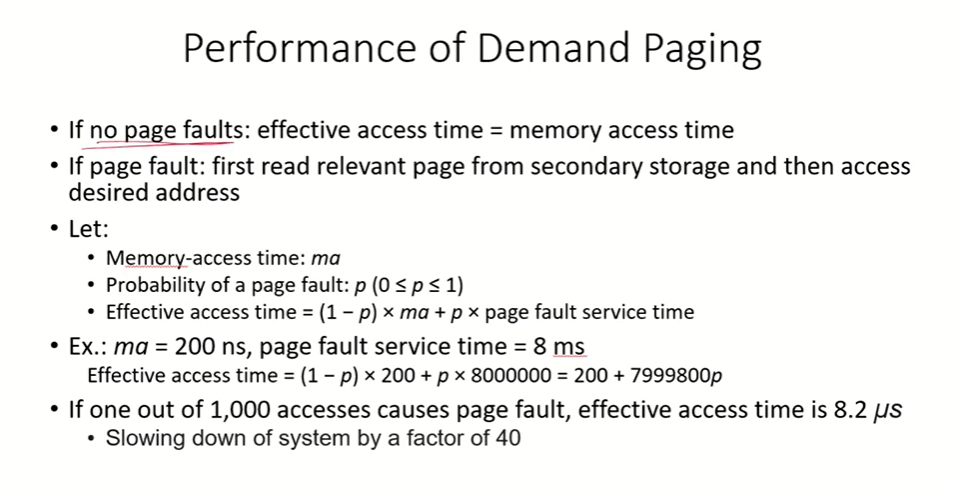 Performance of Demand Paging
• If no page faults: effective access time = memory access time
• If page fault: first read relevant page from secondary storage and then access
desired address
• Let:
• Memory-access time: ma
• Probability of a page fault: p (0 ≤ p ≤ 1)
• Effective access time = (1 − p) × ma + p × page fault service time
• Ex.: ma = 200 ns, page fault service time = 8 ms
Effective access time = (1 − p) × 200 + p × 8000000 = 200 + 7999800p
• If one out of 1,000 accesses causes page fault, effective access time is 8.2 μs
• Slowing down of system by a factor of 40